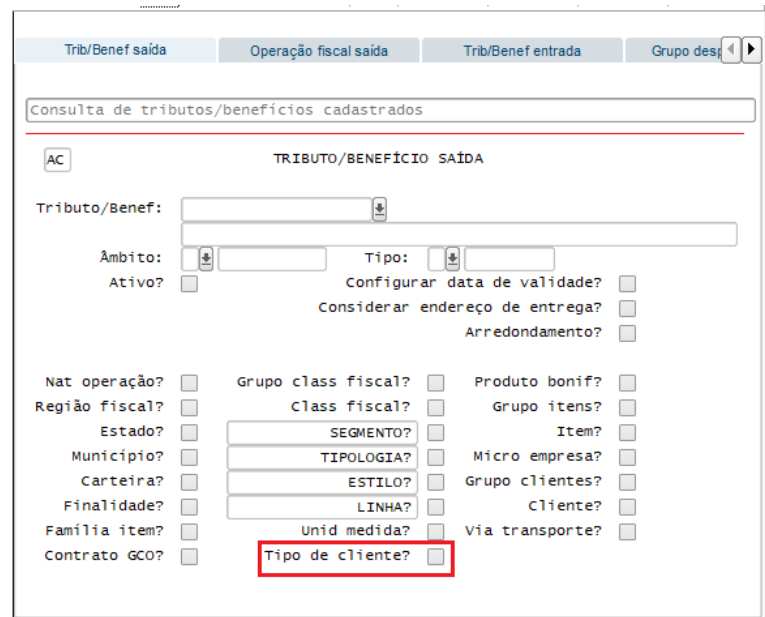 Trib/Benef saída Operação fiscal saída Trib/Benef entrada Grupo desp
Consulta de tributos/benefícios cadastrados
AC TRIBUTO/BENEFÍCIO SAÍDA
Tributo/Benef:
Âmbito: Tipo:
Ativo? Configurar data de validade?
Considerar endereço de entrega?
Arredondamento?
Nat operação? Grupo class fiscal? Produto bonif?
Região fiscal? Class fiscal? Grupo itens?
Estado? SEGMENTO? Item?
Município? TIPOLOGIA? Micro empresa?
Carteira? ESTILO? Grupo clientes?
Finalidade? LINHA? Cliente?
Família item? Unid medida? Via transporte?
Contrato GCO? Tipo de cliente?